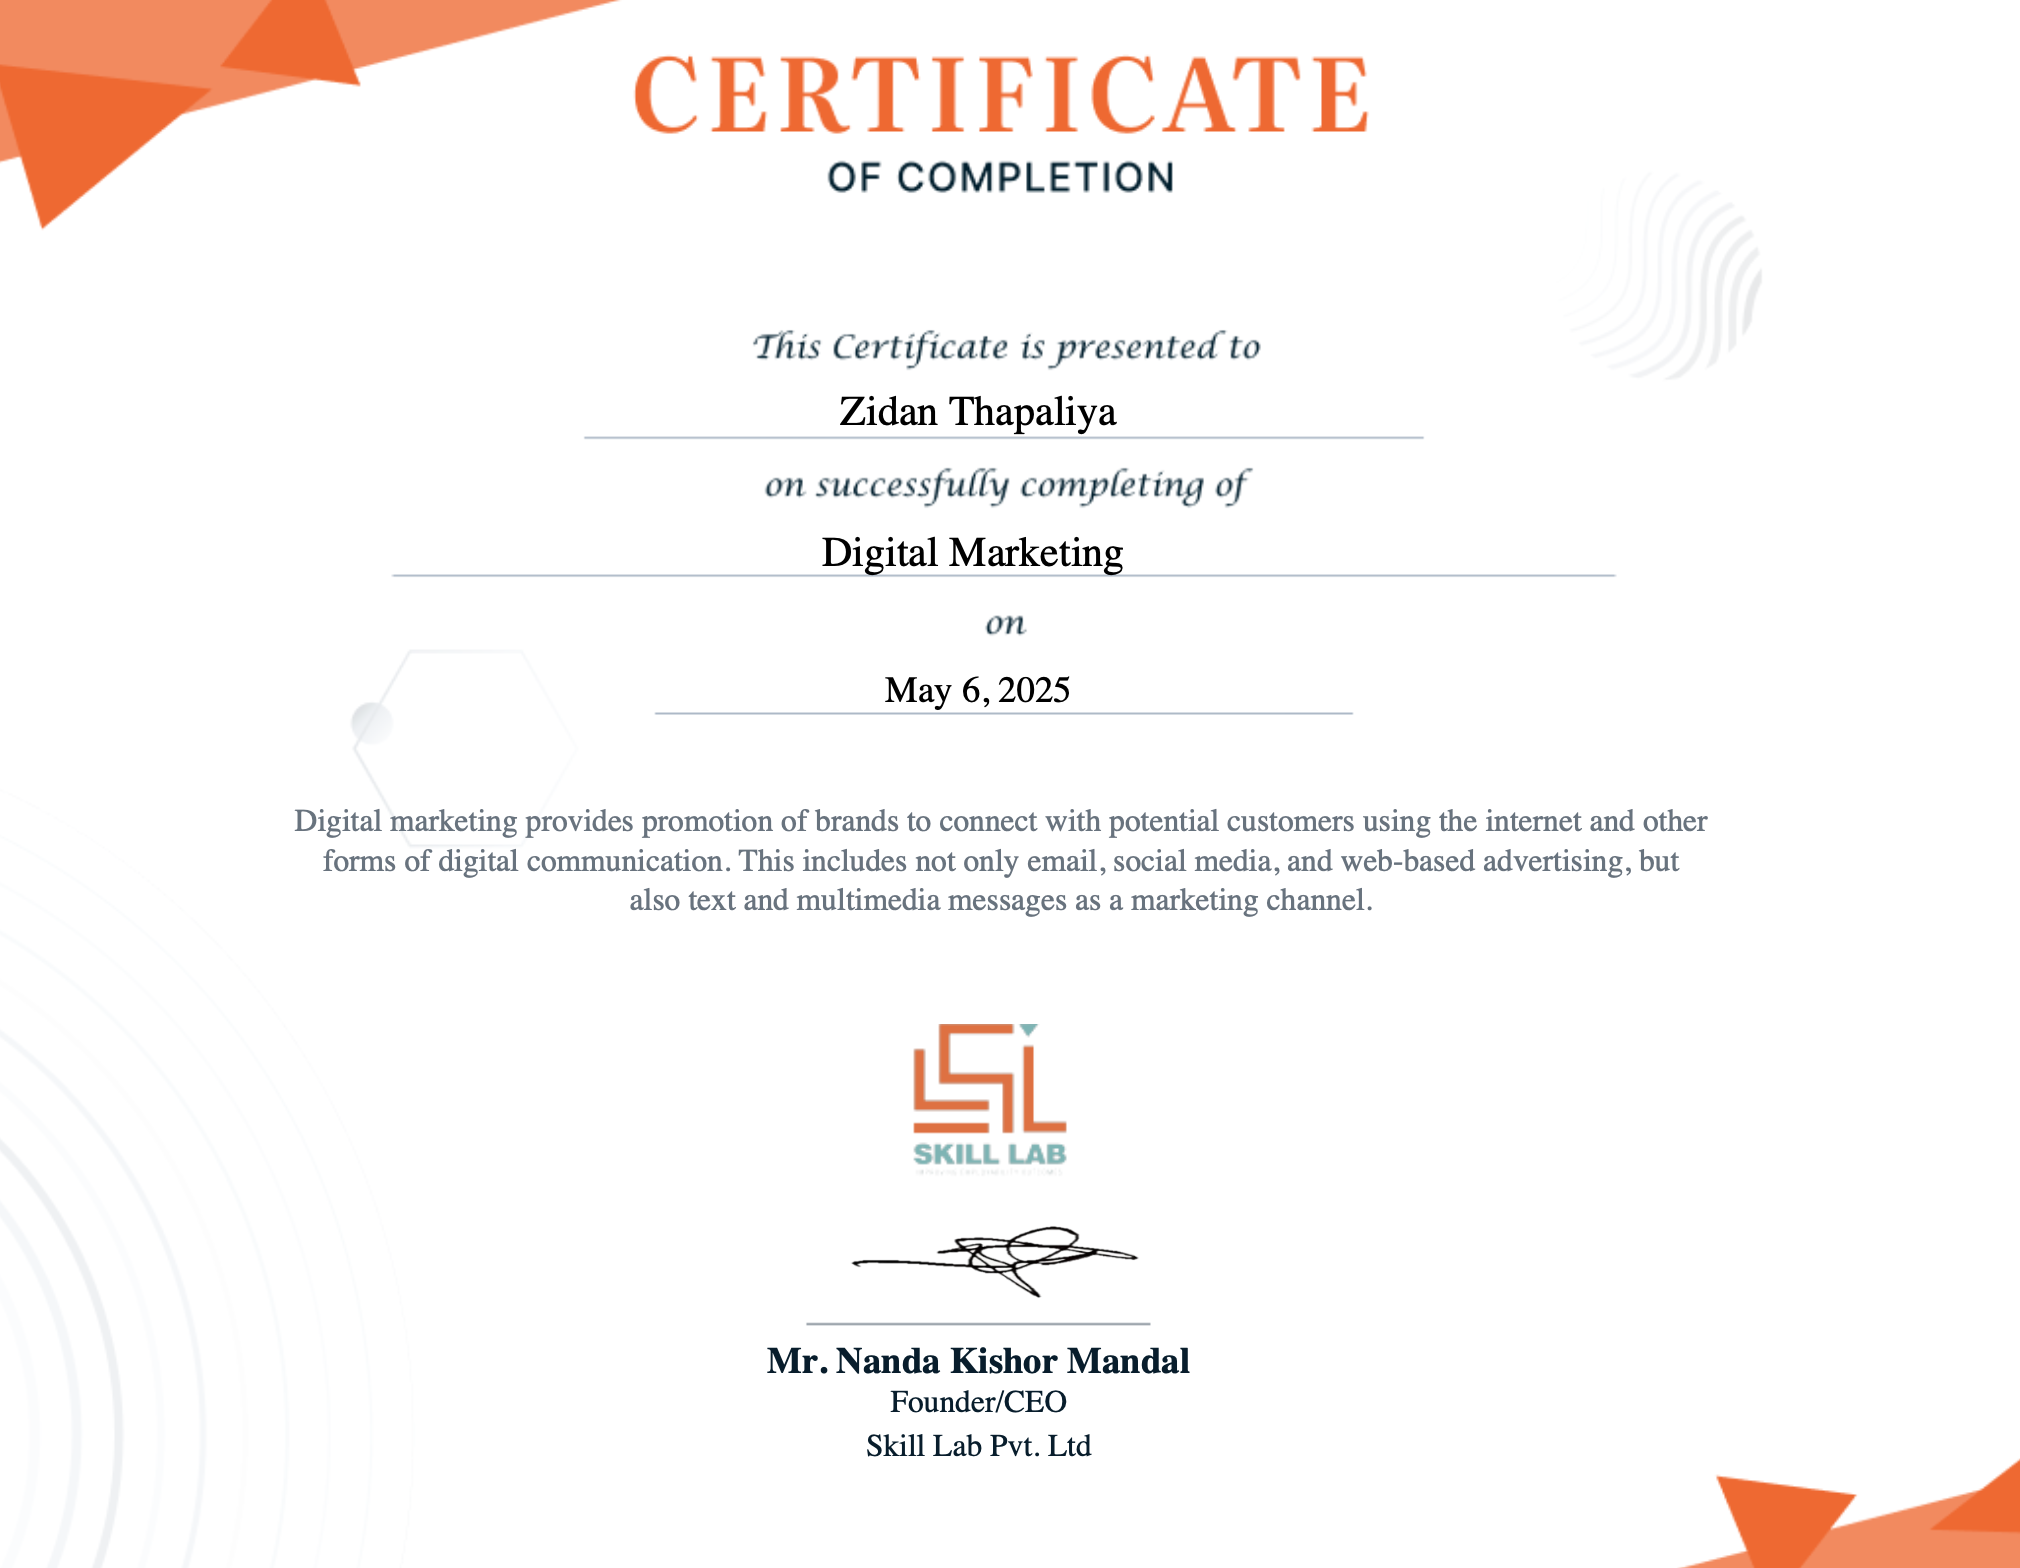 CERTIFICATE
OF COMPLETION
This Certificate is presented to
Zidan Thapaliya
on successfully completing of
Digital Marketing
on
May 6, 2025
Digital marketing provides promotion of brands to connect with potential customers using the internet and other
forms of digital communication. This includes not only email, social media, and web-based advertising, but
also text and multimedia messages as a marketing channel.
SKILL LAB
Mr. Nanda Kishor Mandal
Founder/CEO
Skill Lab Pvt. Ltd